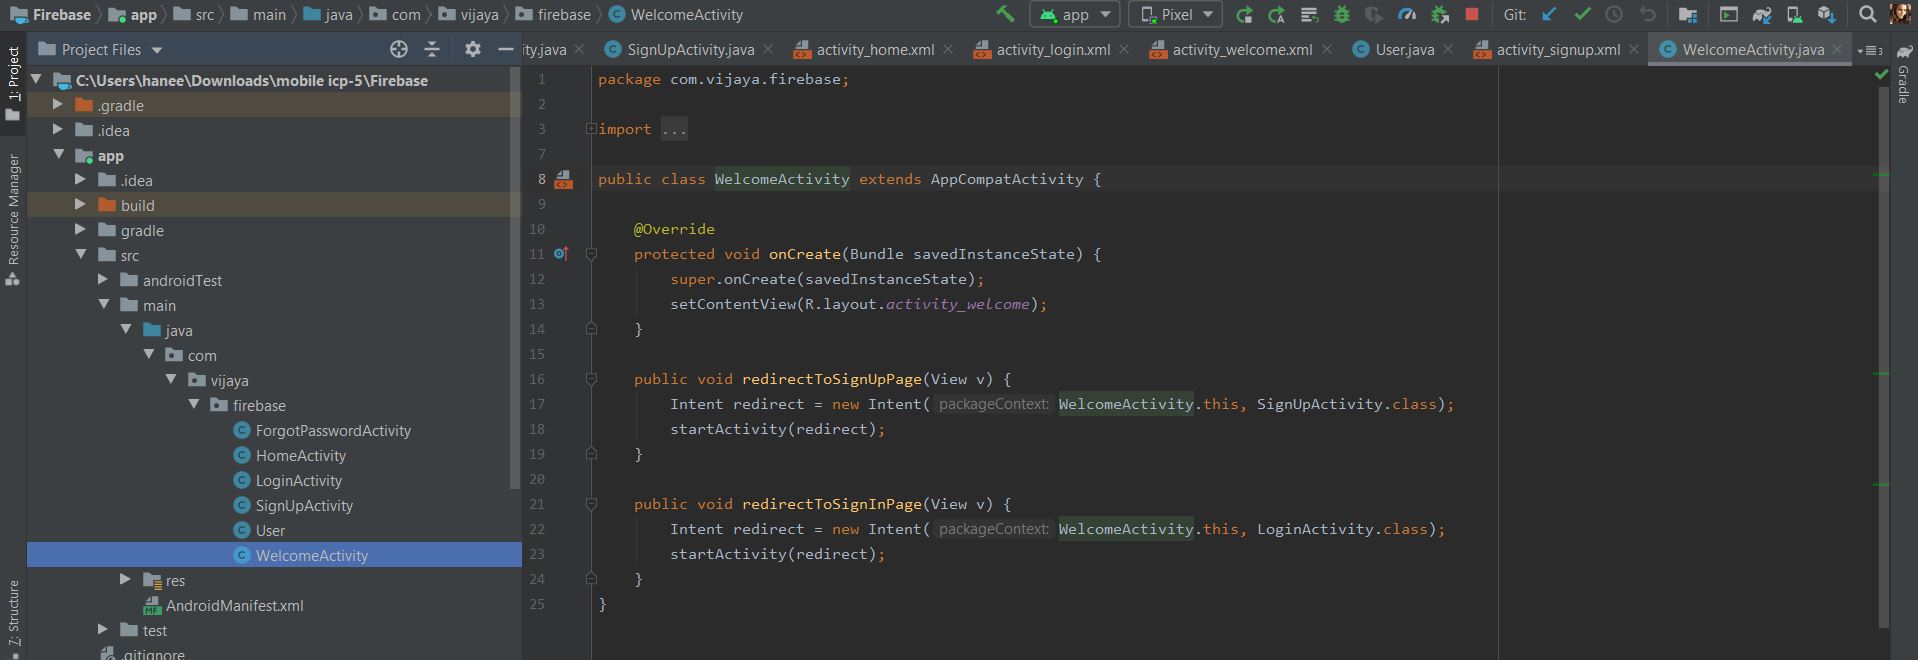 Firebase app src main java com vijaya firebase WelcomeActivity app Pixel Git:
Project Files
ity.java SignUpActivity.java activity_home.xml activity_login.xml activity_welcome.xml User.java activity_signup.xml WelcomeActivity.java 3
1: Project
Resource Manager
Z: Structure
Gradle
C:\Users\hanee\Downloads\mobile icp-5\Firebase
.gradle
.idea
app
.idea
build
gradle
src
androidTest
main
java
com
vijaya
firebase
ForgotPasswordActivity
HomeActivity
LoginActivity
SignUpActivity
User
WelcomeActivity
res
AndroidManifest.xml
test
.gitignore
1 package com.vijaya.firebase;
2
3 import ...
7
8 public class WelcomeActivity extends AppCompatActivity {
9
10 @Override
11 protected void onCreate(Bundle savedInstanceState) {
12 super.onCreate(savedInstanceState);
13 setContentView(R.layout.activity_welcome);
14 }
15
16 public void redirectToSignUpPage(View v) {
17 Intent redirect = new Intent( packageContext: WelcomeActivity.this, SignUpActivity.class);
18 startActivity(redirect);
19 }
20
21 public void redirectToSignInPage(View v) {
22 Intent redirect = new Intent( packageContext: WelcomeActivity.this, LoginActivity.class);
23 startActivity(redirect);
24 }
25 }